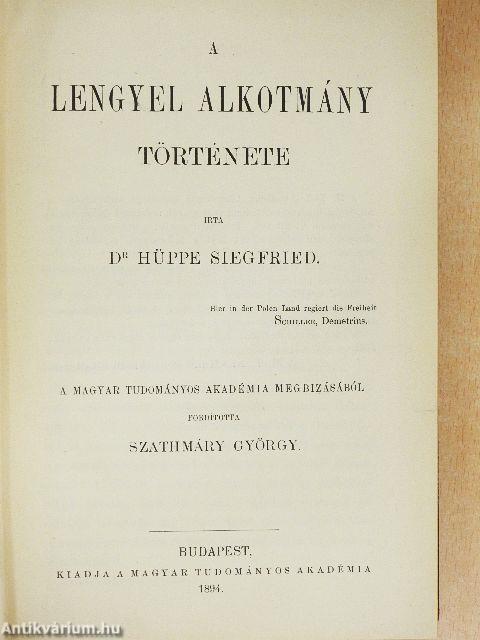 A
LENGYEL ALKOTMÁNY
TÖRTÉNETE
IRTA
DR HÜPPE SIEGFRIED.
Hier in der Polen Land regiert die Freiheit
SCHILLER, Demetrius.
A MAGYAR TUDOMÁNYOS AKADÉMIA MEGBIZÁSÁBÓL
FORDÍTOTTA
SZATHMÁRY GYÖRGY.
BUDAPEST,
KIADJA A MAGYAR TUDOMÁNYOS AKADÉMIA
1894.
Antikvárium.hu